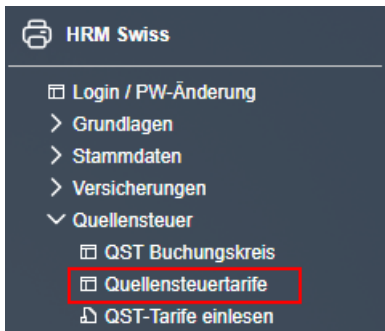 HRM Swiss
Login / PW-Änderung
Grundlagen
Stammdaten
Versicherungen
Quellensteuer
QST Buchungskreis
Quellensteuertarife
QST-Tarife einlesen